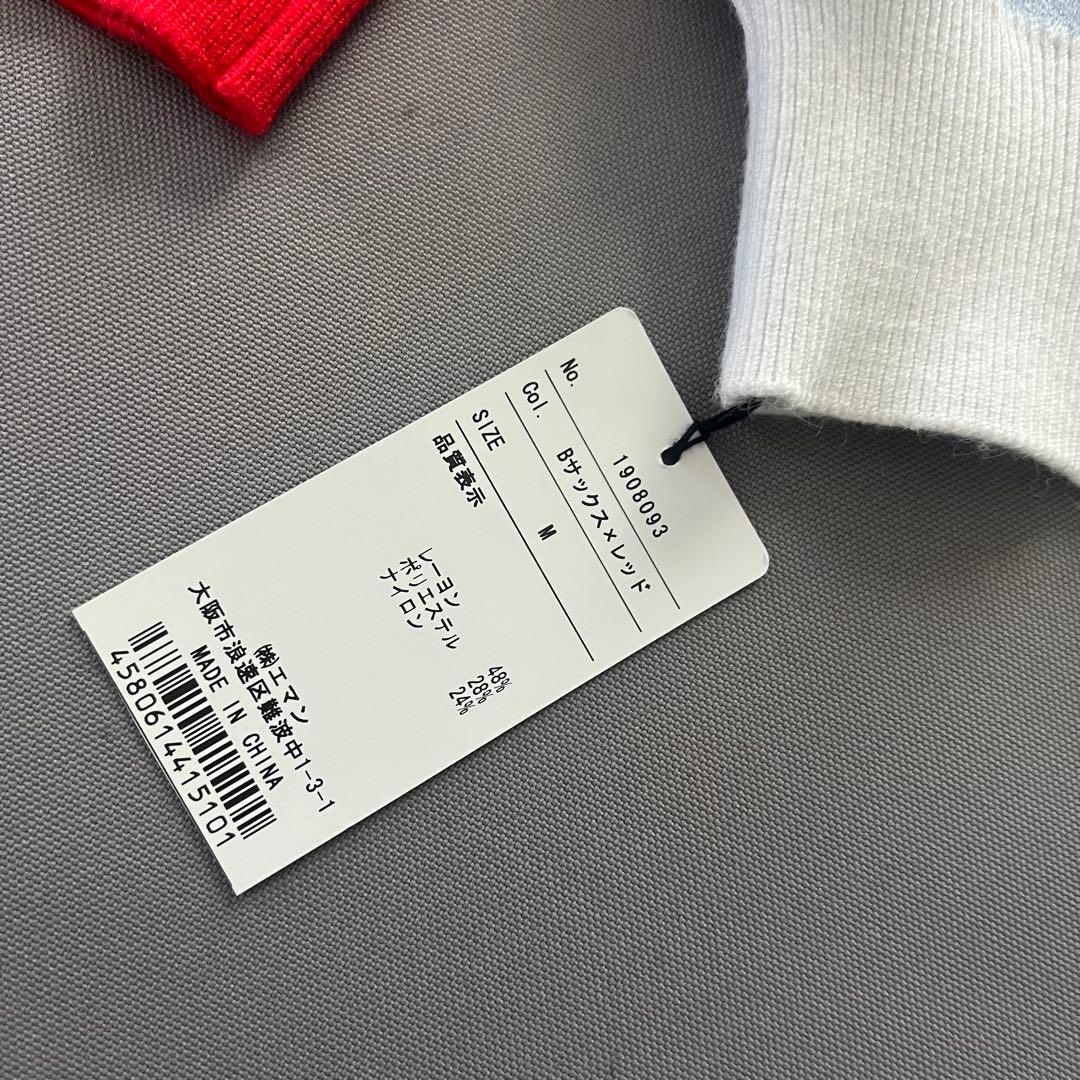 No. 1908093
Col. Bサックス×レッド
SIZE M
品質表示
レーヨン 48%
ポリエステル 28%
ナイロン 24%
㈱エマン
大阪市浪速区難波中1-3-1
MADE IN CHINA
4580614415101